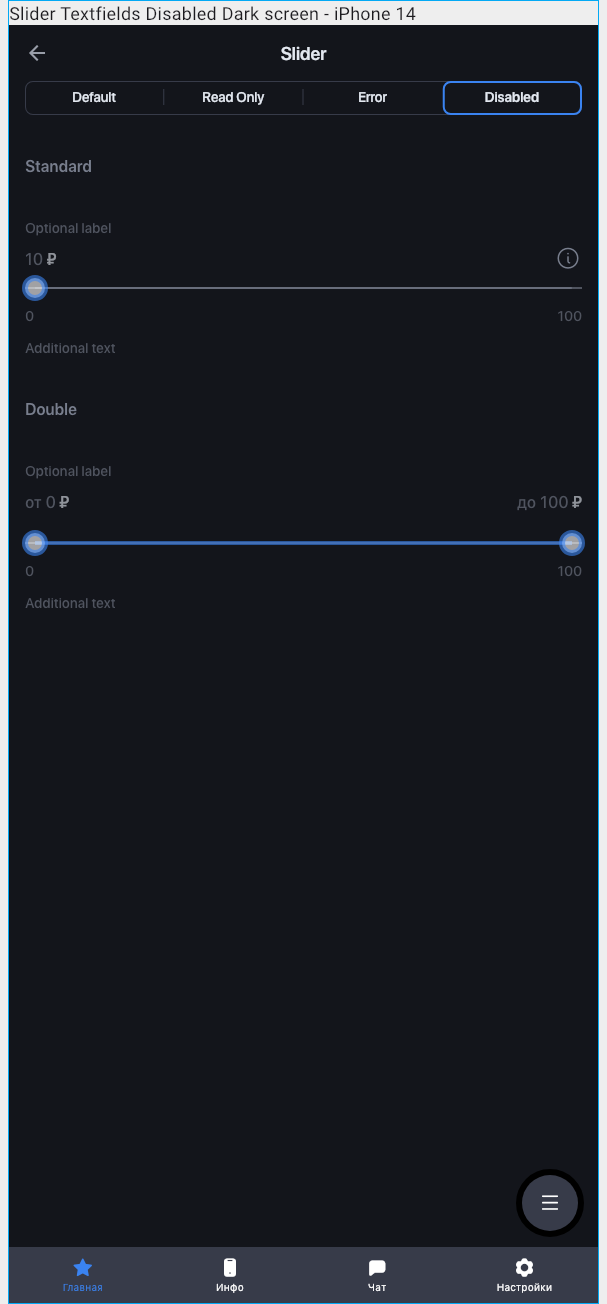 Slider Textfields Disabled Dark screen - iPhone 14
Slider
Default Read Only Error Disabled
Standard
Optional label
10 ₽
0 100
Additional text
Double
Optional label
от 0 ₽ до 100 ₽
0 100
Additional text
Главная Инфо Чат Настройки